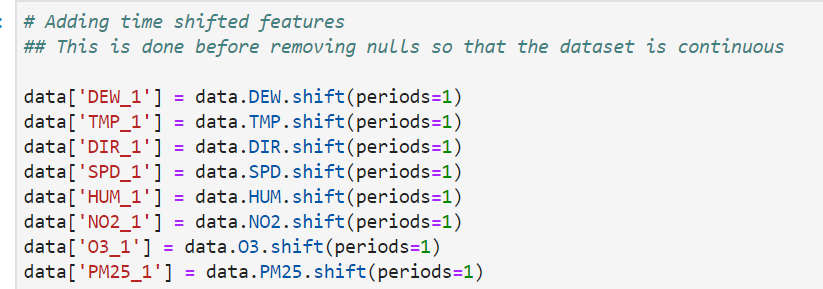 # Adding time shifted features
## This is done before removing nulls so that the dataset is continuous
data['DEW_1'] = data.DEW.shift(periods=1)
data['TMP_1'] = data.TMP.shift(periods=1)
data['DIR_1'] = data.DIR.shift(periods=1)
data['SPD_1'] = data.SPD.shift(periods=1)
data['HUM_1'] = data.HUM.shift(periods=1)
data['NO2_1'] = data.NO2.shift(periods=1)
data['O3_1'] = data.O3.shift(periods=1)
data['PM25_1'] = data.PM25.shift(periods=1)